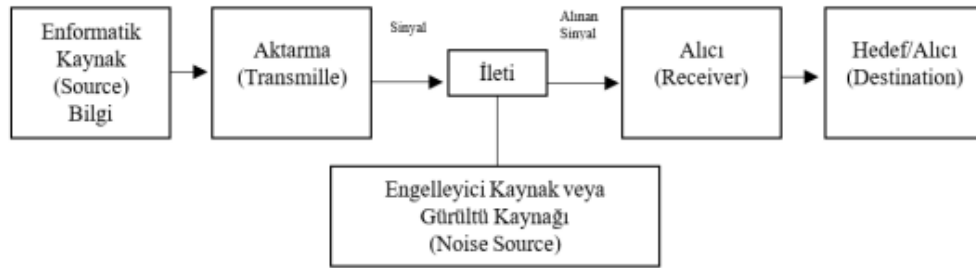 Enformatik
Kaynak
(Source)
Bilgi
Aktarma
(Transmille)
Sinyal
İleti
Alınan
Sinyal
Alıcı
(Receiver)
Hedef/Alıcı
(Destination)
Engelleyici Kaynak veya
Gürültü Kaynağı
(Noise Source)